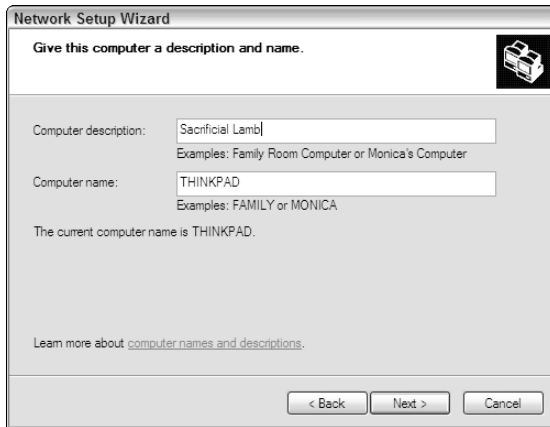 Network Setup Wizard
Give this computer a description and name.
Computer description:
Sacrificial Lamb
Examples: Family Room Computer or Monica's Computer
Computer name:
THINKPAD
Examples: FAMILY or MONICA
The current computer name is THINKPAD.
Learn more about computer names and descriptions.
< Back
Next >
Cancel